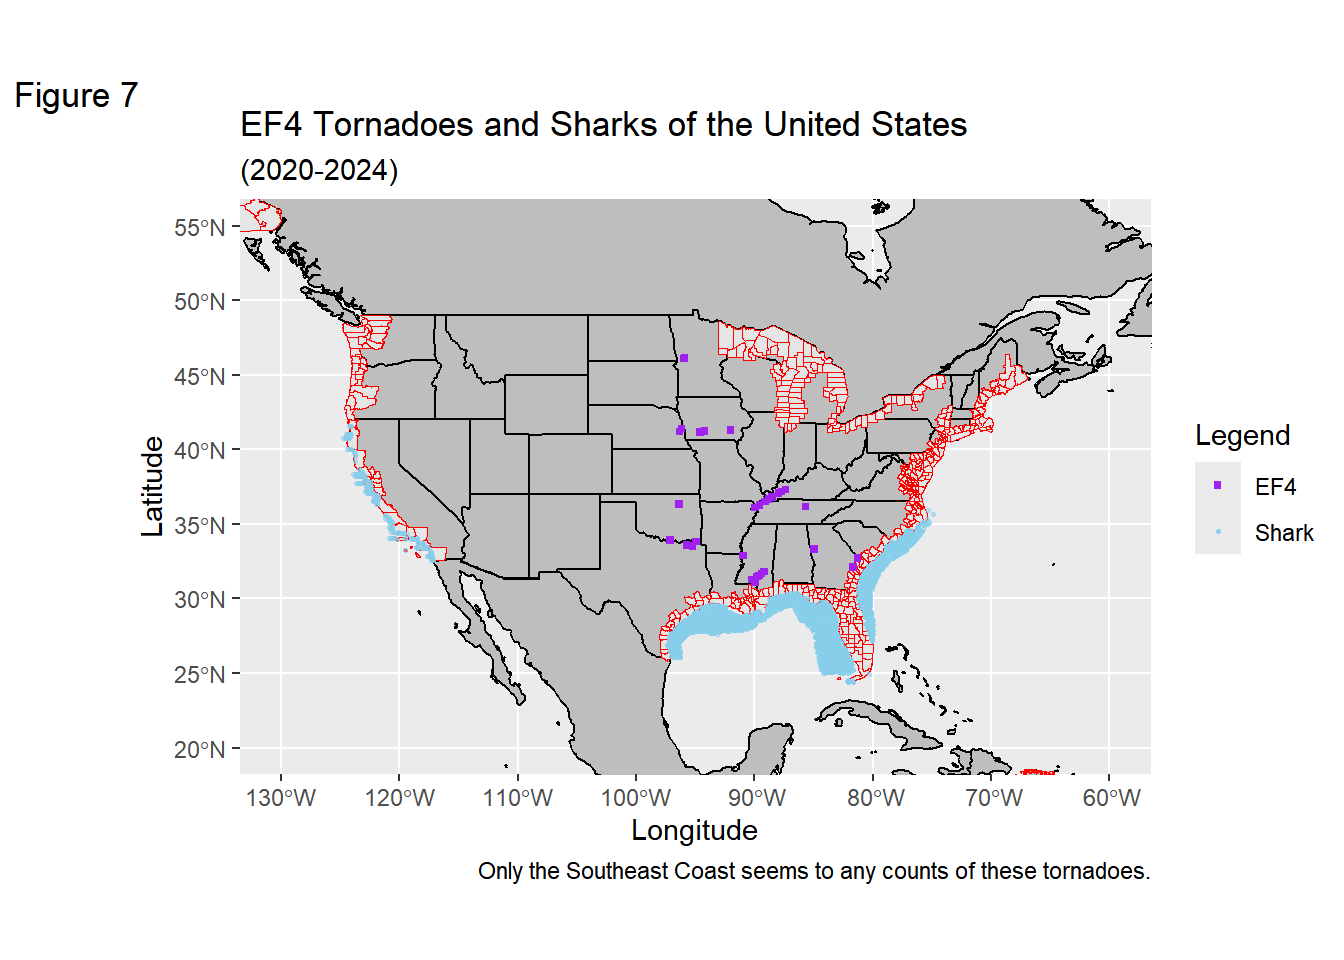 Figure 7
EF4 Tornadoes and Sharks of the United States
(2020-2024)
55°N
50°N
45°N
40°N
35°N
30°N
25°N
20°N
Latitude
130°W
120°W
110°W
100°W
90°W
80°W
70°W
60°W
Longitude
Legend
EF4
Shark
Only the Southeast Coast seems to any counts of these tornadoes.